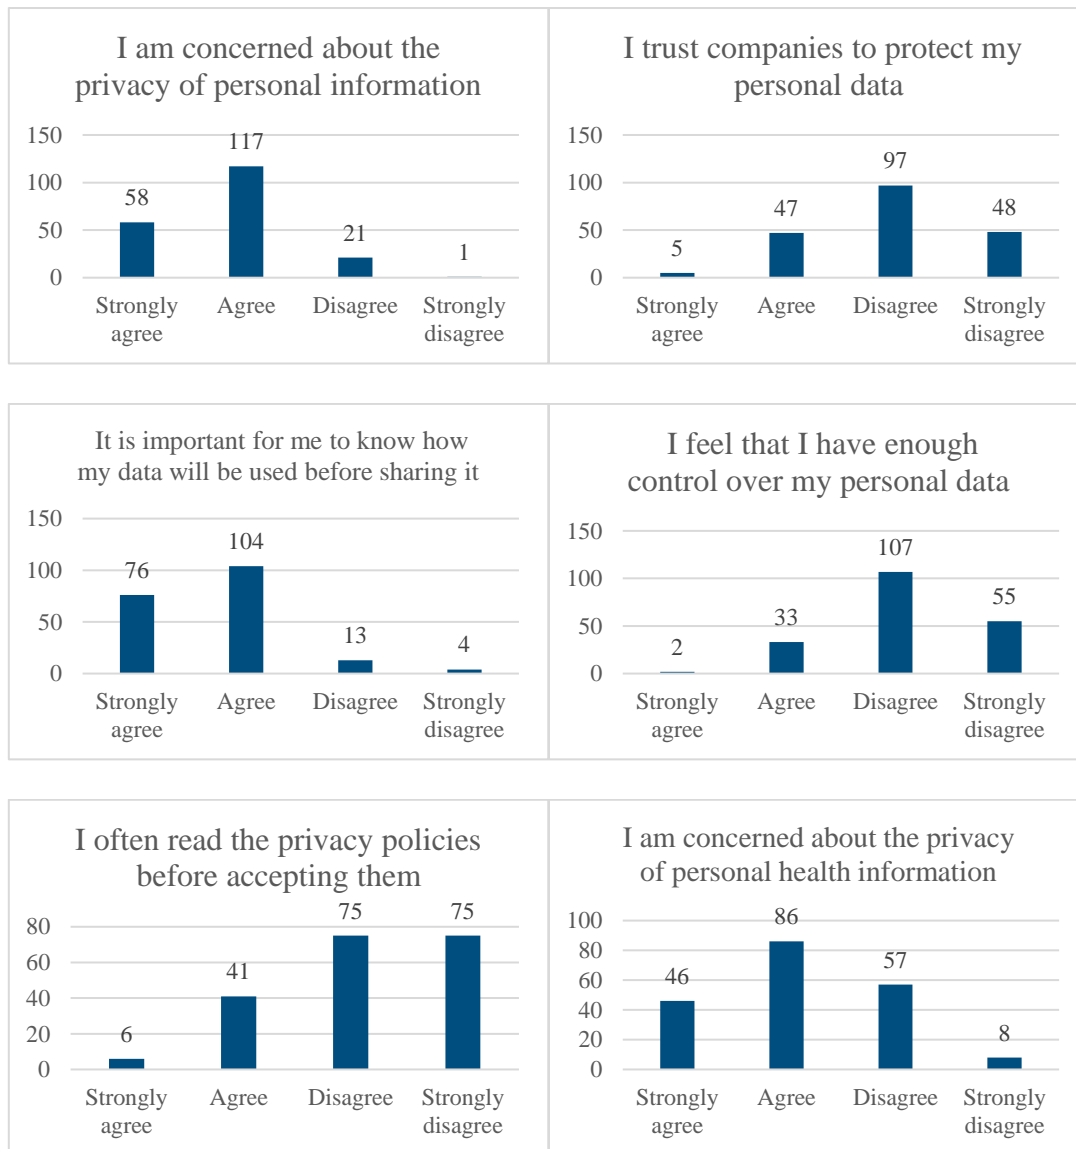 I am concerned about the
privacy of personal information
150
100
50
0
58
117
21
1
Strongly
agree
Agree
Disagree
Strongly
disagree
I trust companies to protect my
personal data
150
100
50
0
5
47
97
48
Strongly
agree
Agree
Disagree
Strongly
disagree
It is important for me to know how
my data will be used before sharing it
150
100
50
0
76
104
13
4
Strongly
agree
Agree
Disagree
Strongly
disagree
I feel that I have enough
control over my personal data
150
100
50
0
2
33
107
55
Strongly
agree
Agree
Disagree
Strongly
disagree
I often read the privacy policies
before accepting them
80
60
40
20
0
6
41
75
75
Strongly
agree
Agree
Disagree
Strongly
disagree
I am concerned about the privacy
of personal health information
100
80
60
40
20
0
46
86
57
8
Strongly
agree
Agree
Disagree
Strongly
disagree